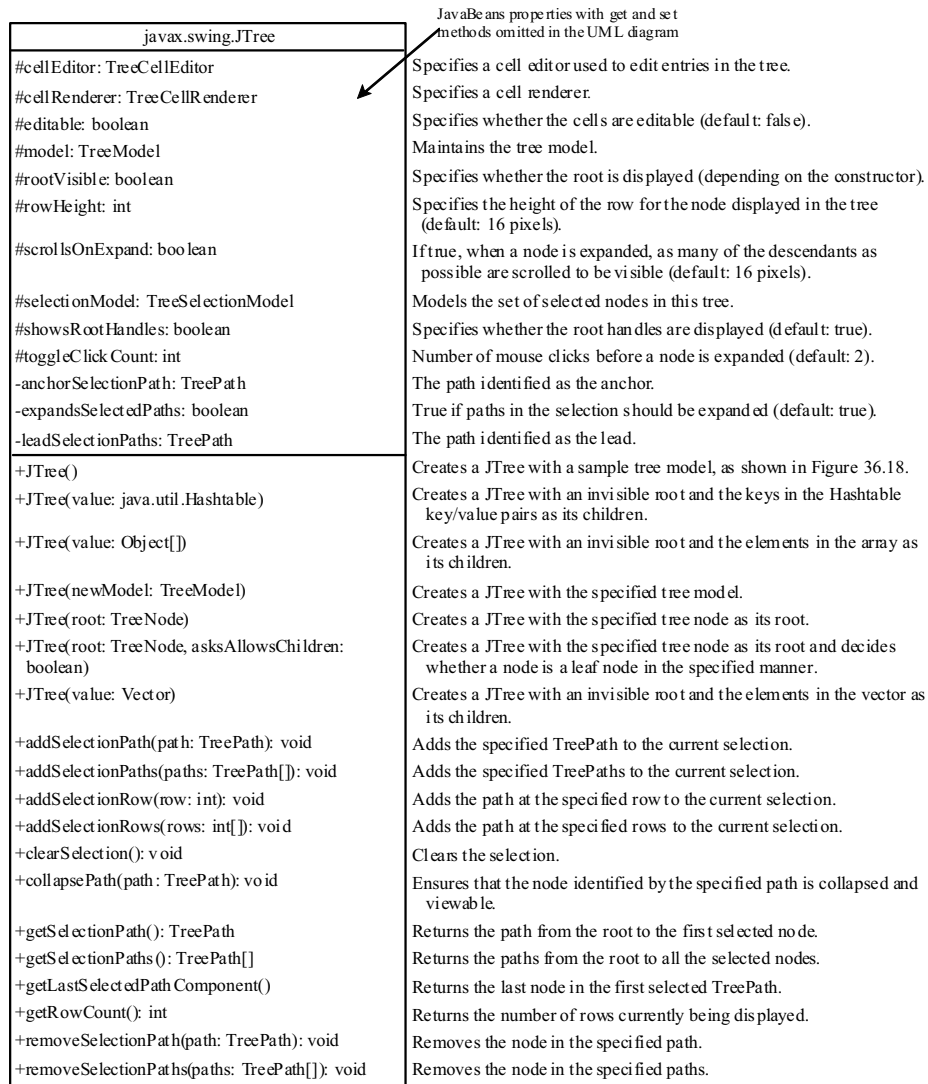 JavaBeans properties with get and set
methods omitted in the UML diagram
javax.swing.JTree
#cellEditor: TreeCellEditor
Specifies a cell editor used to edit entries in the tree.
#cellRenderer: TreeCellRenderer
Specifies a cell renderer.
#editable: boolean
Specifies whether the cells are editable (default: false).
#model: TreeModel
Maintains the tree model.
#rootVisible: boolean
Specifies whether the root is displayed (depending on the constructor).
#rowHeight: int
Specifies the height of the row for the node displayed in the tree
(default: 16 pixels).
#scrollsOnExpand: boolean
If true, when a node is expanded, as many of the descendants as
possible are scrolled to be visible (default: 16 pixels).
#selectionModel: TreeSelectionModel
Models the set of selected nodes in this tree.
#showsRootHandles: boolean
Specifies whether the root handles are displayed (default: true).
#toggleClickCount: int
Number of mouse clicks before a node is expanded (default: 2).
-anchorSelectionPath: TreePath
The path identified as the anchor.
-expandsSelectedPaths: boolean
True if paths in the selection should be expanded (default: true).
-leadSelectionPaths: TreePath
The path identified as the lead.
+JTree()
Creates a JTree with a sample tree model, as shown in Figure 36.18.
+JTree(value: java.util.Hashtable)
Creates a JTree with an invisible root and the keys in the Hashtable
key/value pairs as its children.
+JTree(value: Object[])
Creates a JTree with an invisible root and the elements in the array as
its children.
+JTree(newModel: TreeModel)
Creates a JTree with the specified tree model.
+JTree(root: TreeNode)
Creates a JTree with the specified tree node as its root.
+JTree(root: TreeNode, asksAllowsChildren:
boolean)
Creates a JTree with the specified tree node as its root and decides
whether a node is a leaf node in the specified manner.
+JTree(value: Vector)
Creates a JTree with an invisible root and the elements in the vector as
its children.
+addSelectionPath(path: TreePath): void
Adds the specified TreePath to the current selection.
+addSelectionPaths(paths: TreePath[]): void
Adds the specified TreePaths to the current selection.
+addSelectionRow(row: int): void
Adds the path at the specified row to the current selection.
+addSelectionRows(rows: int[]): void
Adds the path at the specified rows to the current selection.
+clearSelection(): void
Clears the selection.
+collapsePath(path: TreePath): void
Ensures that the node identified by the specified path is collapsed and
viewable.
+getSelectionPath(): TreePath
Returns the path from the root to the first selected node.
+getSelectionPaths(): TreePath[]
Returns the paths from the root to all the selected nodes.
+getLastSelectedPathComponent()
Returns the last node in the first selected TreePath.
+getRowCount(): int
Returns the number of rows currently being displayed.
+removeSelectionPath(path: TreePath): void
Removes the node in the specified path.
+removeSelectionPaths(paths: TreePath[]): void
Removes the node in the specified paths.